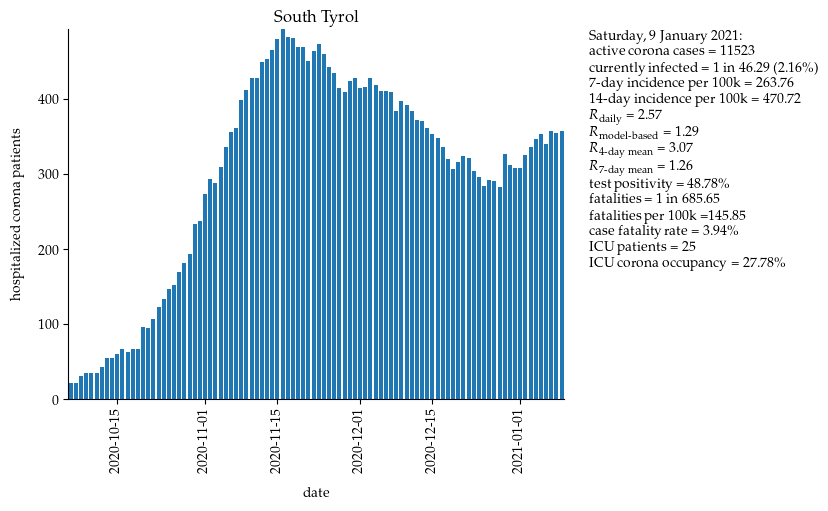 South Tyrol
hospitalized corona patients
400
300
200
100
0
2020-10-15
2020-11-01
2020-11-15
2020-12-01
2020-12-15
2021-01-01
date
Saturday, 9 January 2021:
active corona cases = 11523
currently infected = 1 in 46.29 (2.16%)
7-day incidence per 100k = 263.76
14-day incidence per 100k = 470.72
R daily = 2.57
R model-based = 1.29
R 4-day mean = 3.07
R 7-day mean = 1.26
test positivity = 48.78%
fatalities = 1 in 685.65
fatalities per 100k =145.85
case fatality rate = 3.94%
ICU patients = 25
ICU corona occupancy = 27.78%